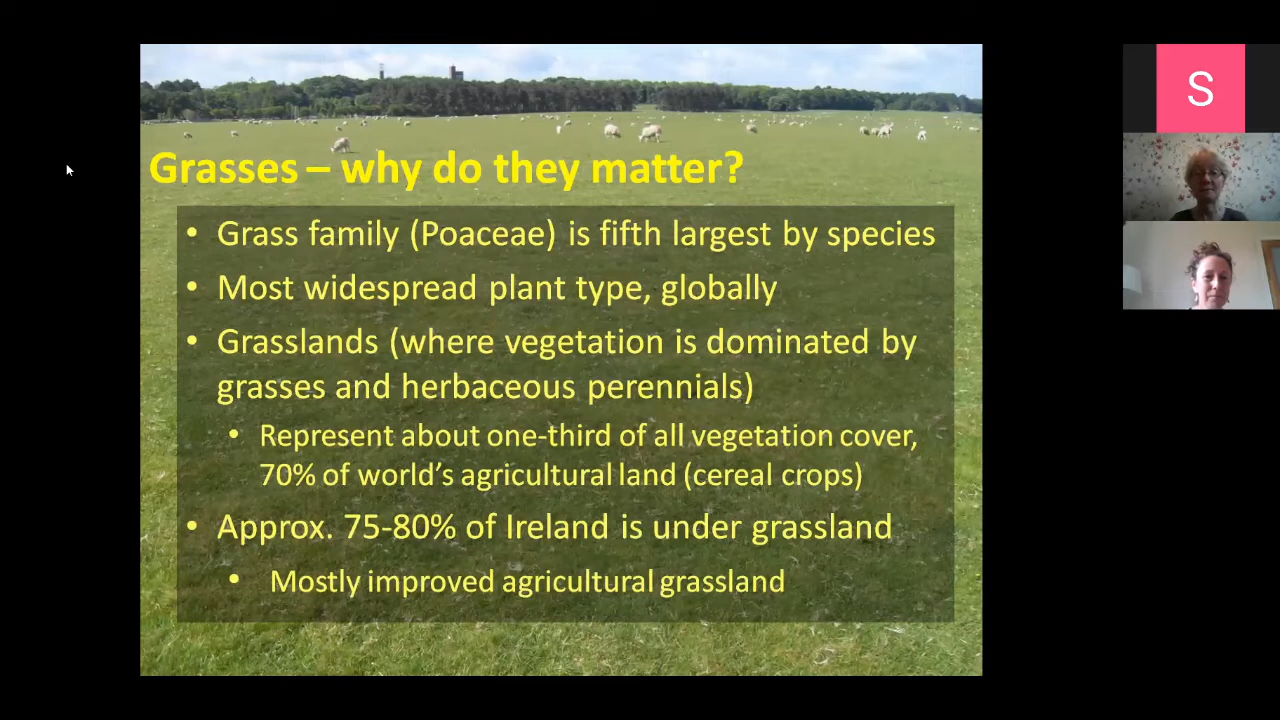 Grasses – why do they matter?
• Grass family (Poaceae) is fifth largest by species
• Most widespread plant type, globally
• Grasslands (where vegetation is dominated by
grasses and herbaceous perennials)
• Represent about one-third of all vegetation cover,
70% of world's agricultural land (cereal crops)
• Approx. 75-80% of Ireland is under grassland
• Mostly improved agricultural grassland
S